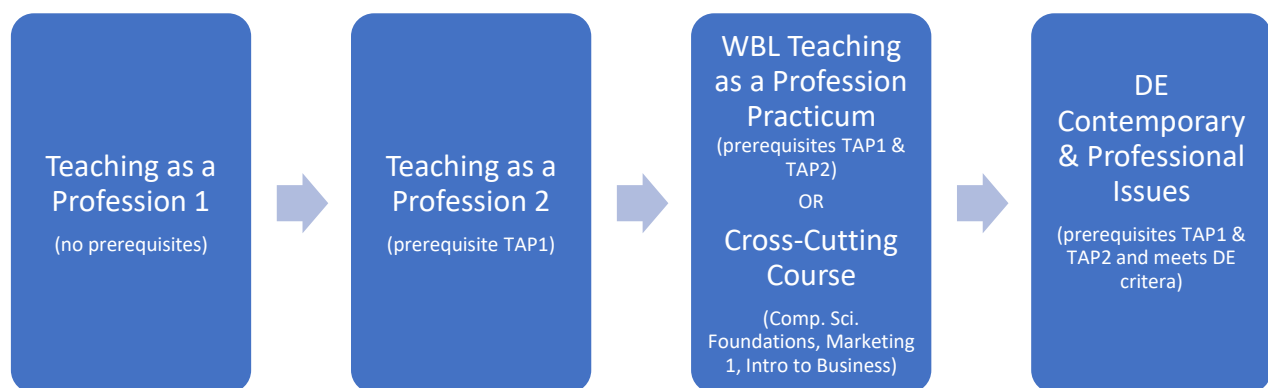 Teaching as a
Profession 1
(no prerequisites)
Teaching as a
Profession 2
(prerequisite TAP1)
WBL Teaching
as a Profession
Practicum
(prerequisites TAP1 &
TAP2)
OR
Cross-Cutting
Course
(Comp. Sci.
Foundations, Marketing
1, Intro to Business)
DE
Contemporary
& Professional
Issues
(prerequisites TAP1 &
TAP2 and meets DE
critera)